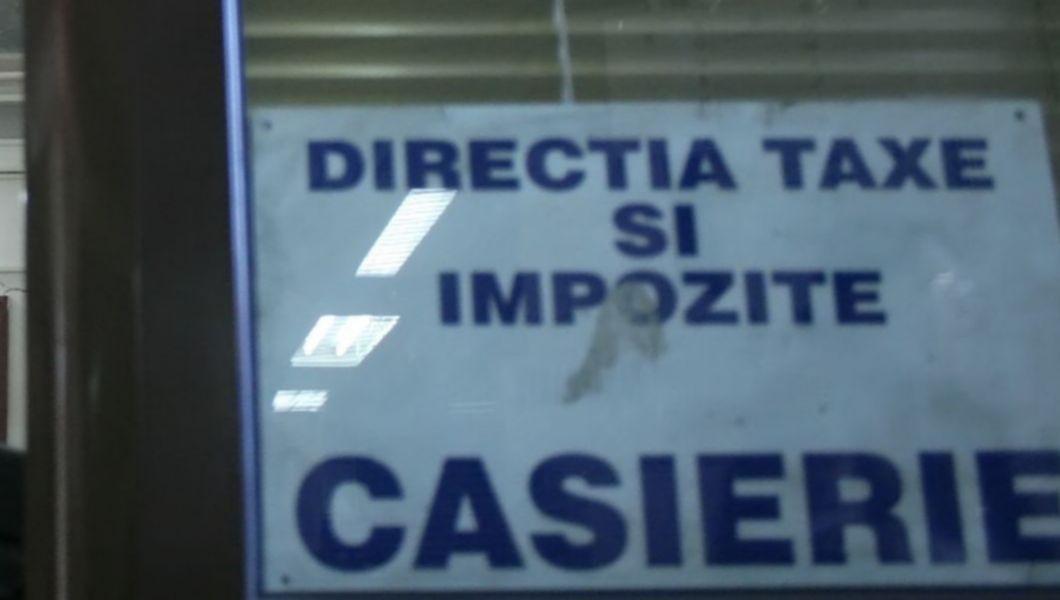 DIRECTIA TAXE
SI
IMPOZITE
CASIERIE